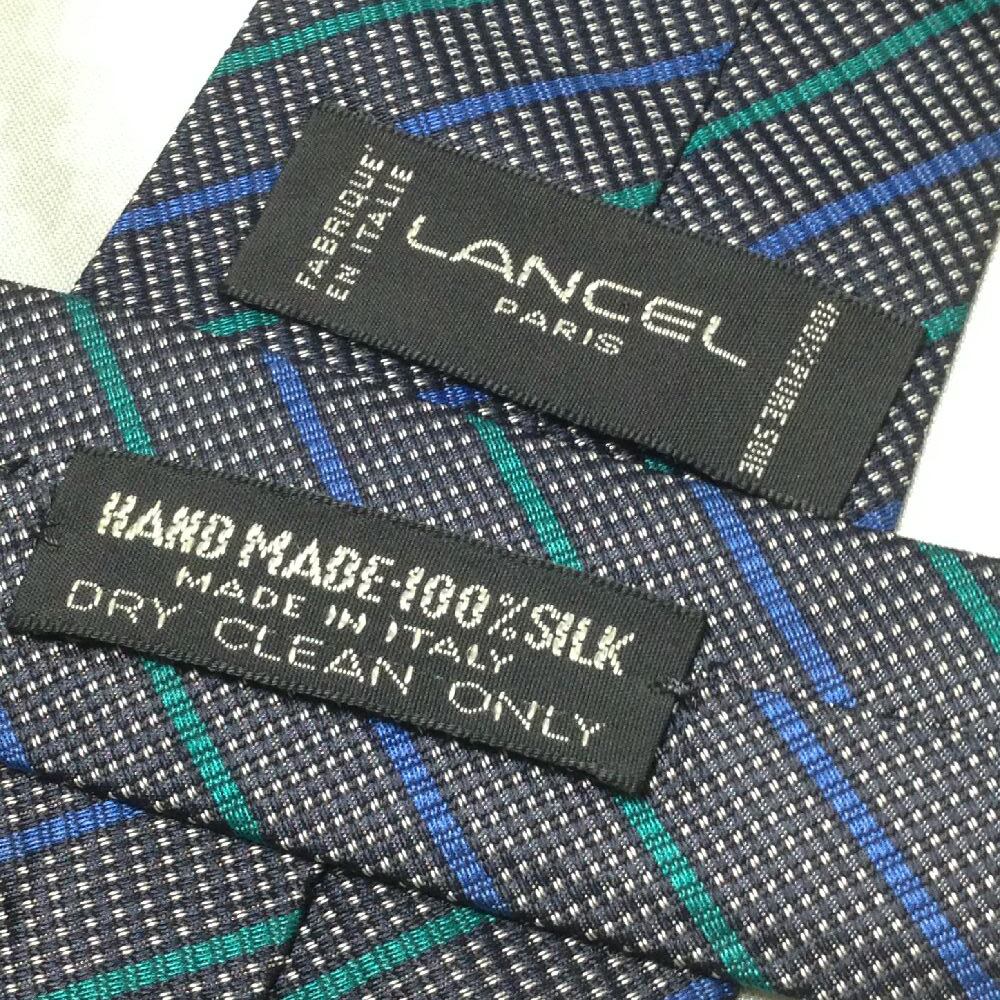 FABRIQUE
EN ITALIE
LANCEL
PARIS
HAND MADE-100%SILK
MADE IN ITALY
DRY CLEAN ONLY